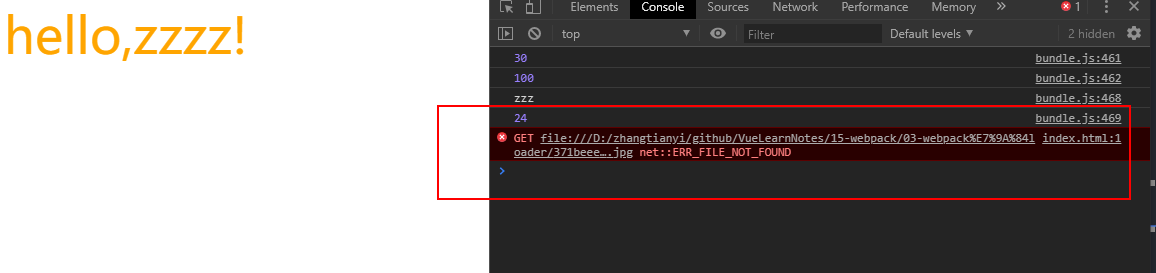 hello,zzzz!
Elements Console Sources Network Performance Memory » 1
top Filter Default levels ▼ 2 hidden
30 bundle.js:461
100 bundle.js:462
zzz bundle.js:468
24 bundle.js:469
GET file:///D:/zhangtianyi/github/VueLearnNotes/15-webpack/03-webpack%E7%9A%84l index.html:1
oader/371beee….jpg net::ERR_FILE_NOT_FOUND